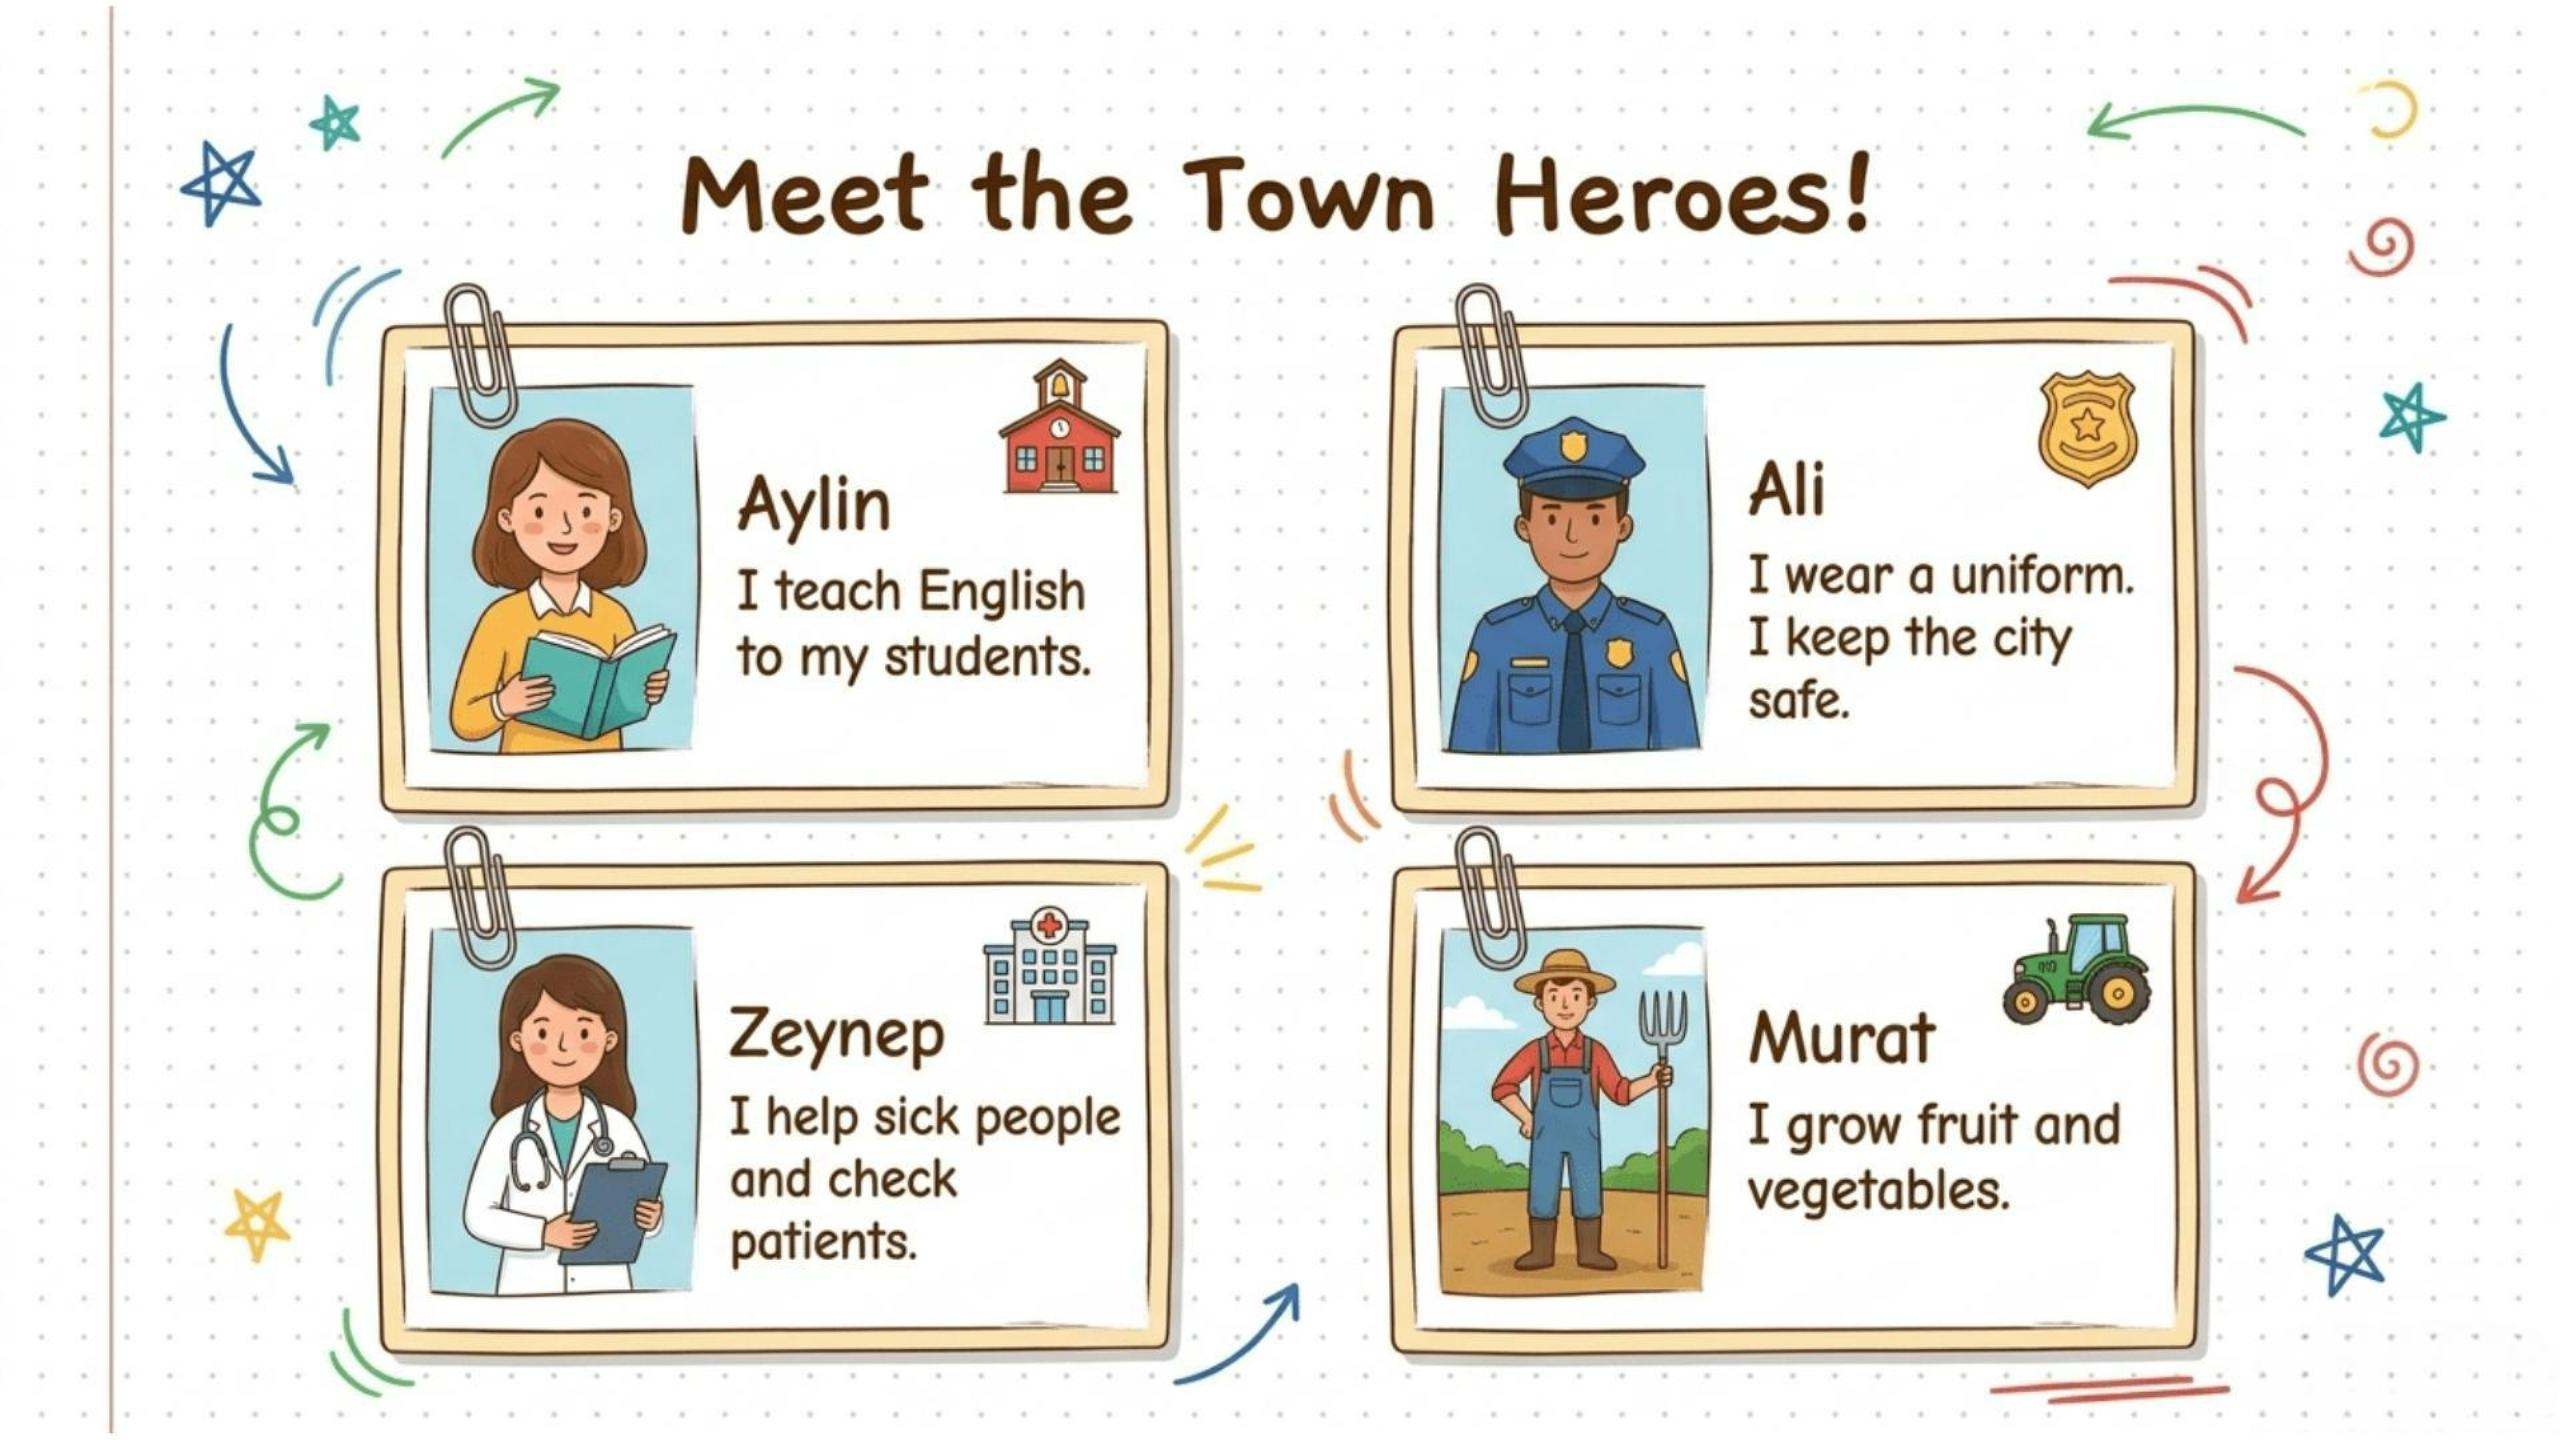 Meet the Town Heroes!
Aylin
I teach English
to my students.
Ali
I wear a uniform.
I keep the city
safe.
Zeynep
I help sick people
and check
patients.
Murat
I grow fruit and
vegetables.